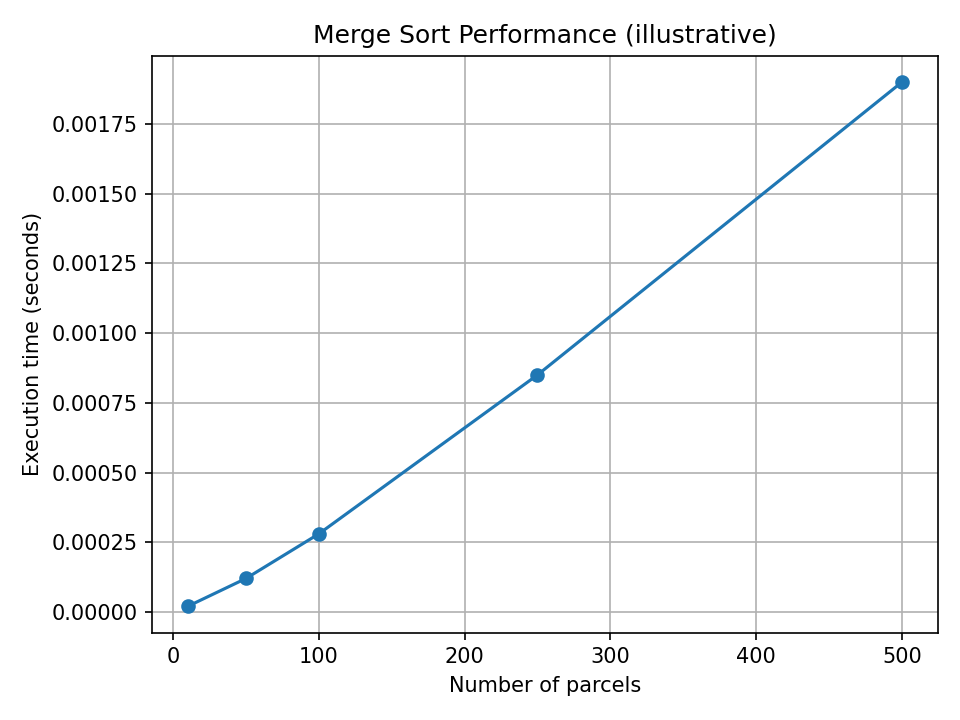 Merge Sort Performance (illustrative)
0.00175
0.00150
0.00125
0.00100
0.00075
0.00050
0.00025
0.00000
Execution time (seconds)
0 100 200 300 400 500
Number of parcels